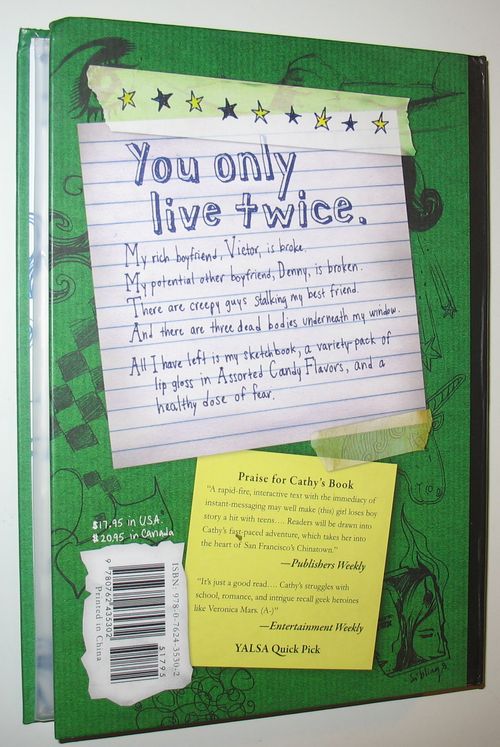 You only
live twice.
My rich boyfriend, Victor, is broke.
My potential other boyfriend, Denny, is broken.
There are creepy guys stalking my best friend.
And there are three dead bodies underneath my window.
All I have left is my sketchbook, a variety-pack of
lip gloss in Assorted Candy Flavors, and a
healthy dose of fear.
Praise for Cathy's Book
"A rapid-fire, interactive text with the immediacy of
instant-messaging may well make (this) girl loses boy
story a hit with teens.... Readers will be drawn into
Cathy's fast-paced adventure, which takes her into
the heart of San Francisco's Chinatown."
—Publishers Weekly
"It's just a good read.... Cathy's struggles with
school, romance, and intrigue recall geek heroines
like Veronica Mars. (A-)"
—Entertainment Weekly
YALSA Quick Pick
$17.95 in U.S.A.
$20.95 in Canada
ISBN: 978-0-7624-3530-2
9 780762 435302
51795
Printed in China